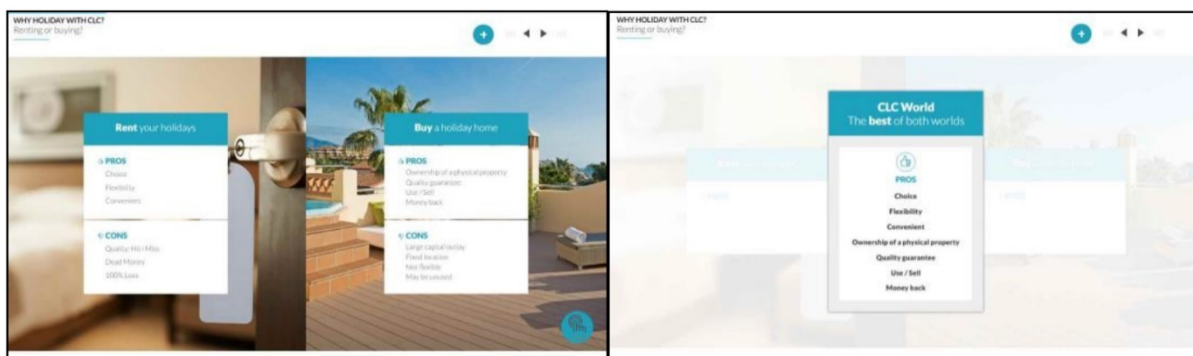 WHY HOLIDAY WITH CLC?
Renting or buying?
Rent your holidays
PROS
Choice
Flexibility
Convenient
CONS
Quality: Hit / Miss
Dead Money
100% Loss
Buy a holiday home
PROS
Ownership of a physical property
Quality guarantee
Use / Sell
Money back
CONS
Large capital outlay
Fixed location
Not flexible
May be unused
WHY HOLIDAY WITH CLC?
Renting or buying?
CLC World
The best of both worlds
PROS
Choice
Flexibility
Convenient
Ownership of a physical property
Quality guarantee
Use / Sell
Money back